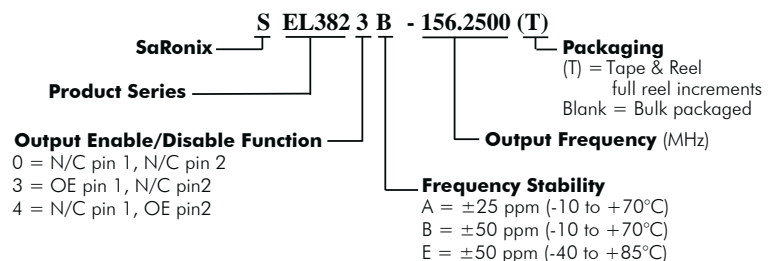 S EL382 3 B - 156.2500 (T)
SaRonix
Packaging
(T) = Tape & Reel
full reel increments
Blank = Bulk packaged
Product Series
Output Enable/Disable Function
0 = N/C pin 1, N/C pin 2
3 = OE pin 1, N/C pin2
4 = N/C pin 1, OE pin2
Output Frequency (MHz)
Frequency Stability
A = ±25 ppm (-10 to +70°C)
B = ±50 ppm (-10 to +70°C)
E = ±50 ppm (-40 to +85°C)